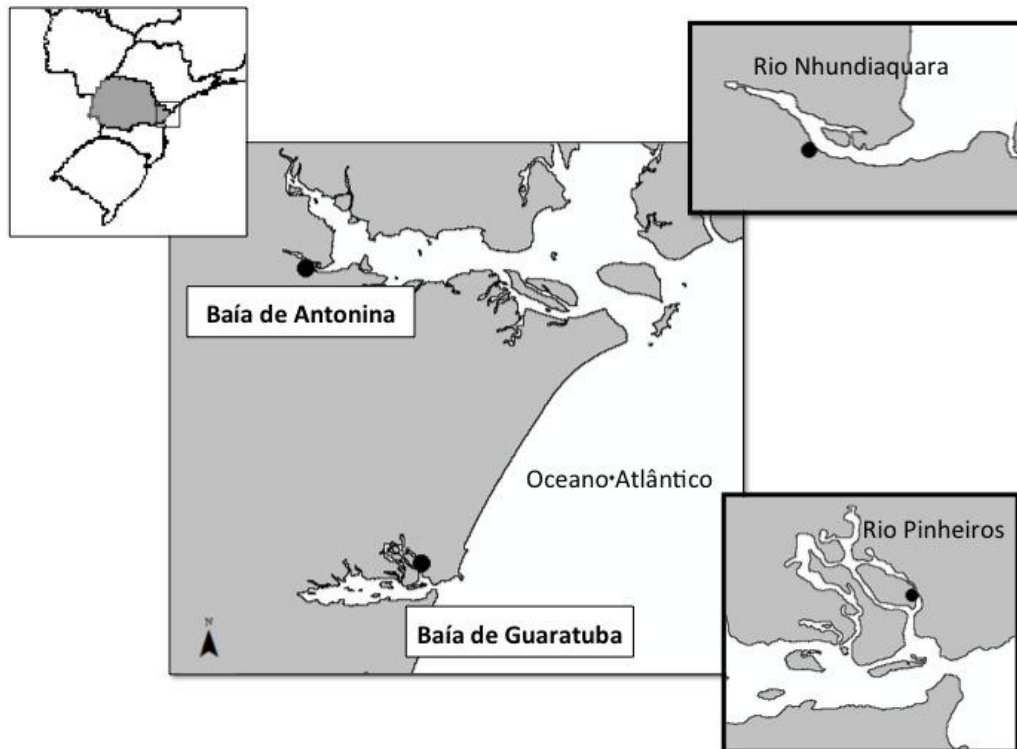 Rio Nhundiaquara
Baía de Antonina
Oceano Atlântico
Rio Pinheiros
Baía de Guaratuba
N